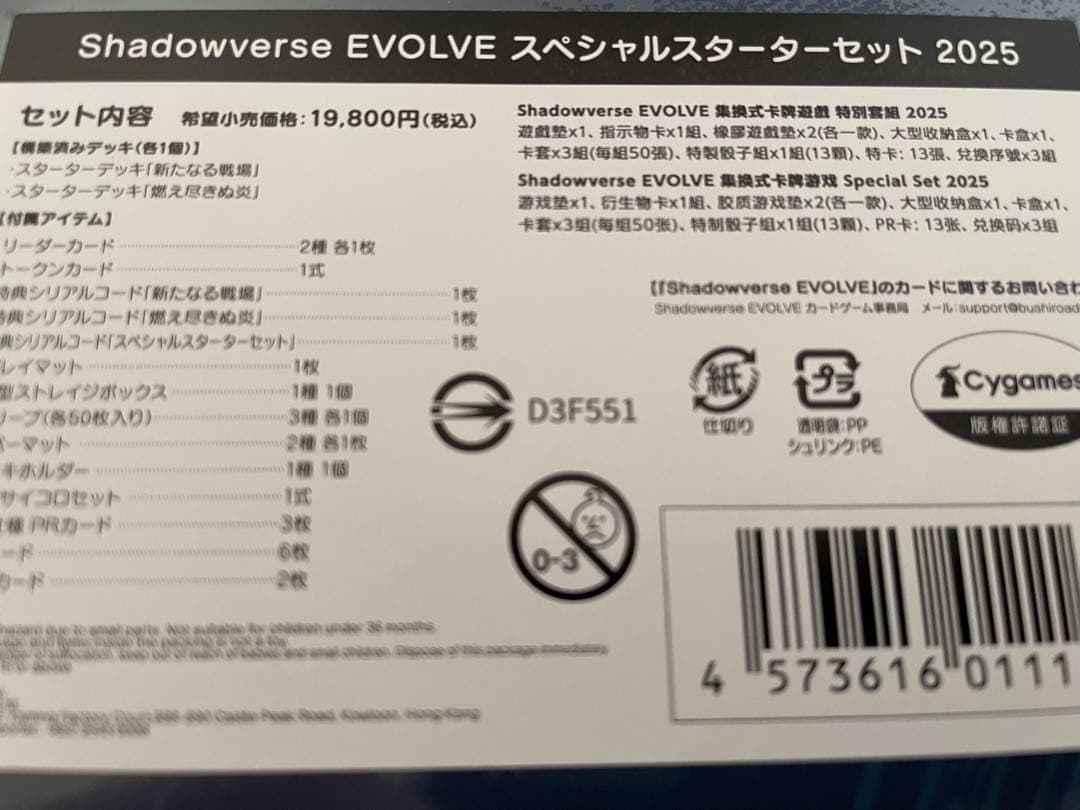 Shadowverse EVOLVE スペシャルスターターセット 2025
セット内容 希望小売価格:19,800円(税込)
【構築済みデッキ(各1個)】
・スターターデッキ「新たなる戦場」
・スターターデッキ「燃え尽きぬ炎」
【付属アイテム】
リーダーカード 2種 各1枚
トークンカード 1式
特典シリアルコード「新たなる戦場」 1枚
特典シリアルコード「燃え尽きぬ炎」 1枚
典シリアルコード「スペシャルスターターセット」 1枚
レイマット 1枚
型ストレイジボックス 1種 1個
リーブ(各50枚入り) 3種 各1個
バーマット 2種 各1枚
キホルダー 1種 1個
サイコロセット 1式
様 PRカード 3枚
ード 6枚
カード 2枚
hazard due to small parts. Not suitable for children under 36 months.
Castle Peak Road, Kowloon, Hong Kong
Shadowverse EVOLVE 集換式卡牌遊戲 特別套組 2025
遊戲墊x1、指示物卡x1組、橡膠遊戲墊x2(各一款)、大型收納盒x1、卡盒x1、
卡套x3組(每組50張)、特製骰子組x1組(13顆)、特卡: 13張、兌換序號x3組
Shadowverse EVOLVE 集换式卡牌游戏 Special Set 2025
游戏垫x1、衍生物卡x1组、胶质游戏垫x2(各一款)、大型收纳盒x1、卡盒x1、
卡套x3组(每组50张)、特制骰子组x1组(13颗)、PR卡: 13张、兑换码x3组
【『Shadowverse EVOLVE』のカードに関するお問い合わ
Shadowverse EVOLVE カードゲーム事務局 メール:support@bushiroad
D3F551
紙
仕切り
プラ
透明袋:PP
シュリンク:PE
Cygames
版権許諾証
0-3
4 573616 0111